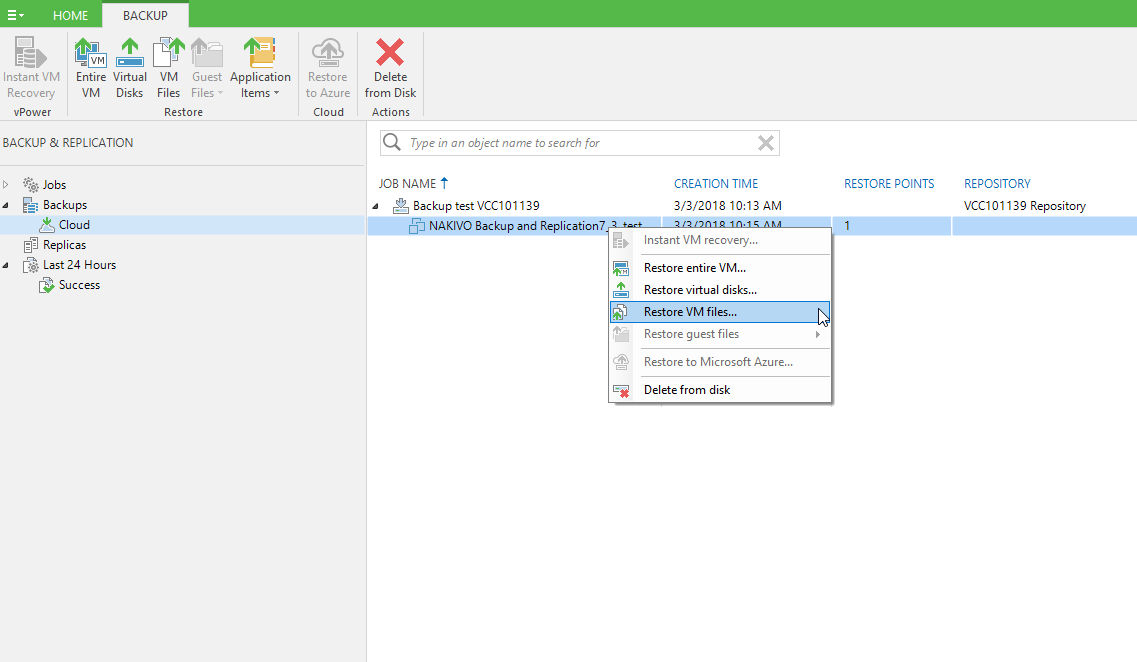 HOME BACKUP
Instant VM Recovery
Entire VM
Virtual Disks
VM Files
Guest Files
Application Items
Restore to Azure
Delete from Disk
vPower Restore Cloud Actions
BACKUP & REPLICATION
Type in an object name to search for
Jobs
Backups
Cloud
Replicas
Last 24 Hours
Success
JOB NAME CREATION TIME RESTORE POINTS REPOSITORY
Backup test VCC101139 3/3/2018 10:13 AM VCC101139 Repository
NAKIVO Backup and Replication7_3_test 3/3/2018 10:15 AM 1
Instant VM recovery...
Restore entire VM...
Restore virtual disks...
Restore VM files...
Restore guest files
Restore to Microsoft Azure...
Delete from disk